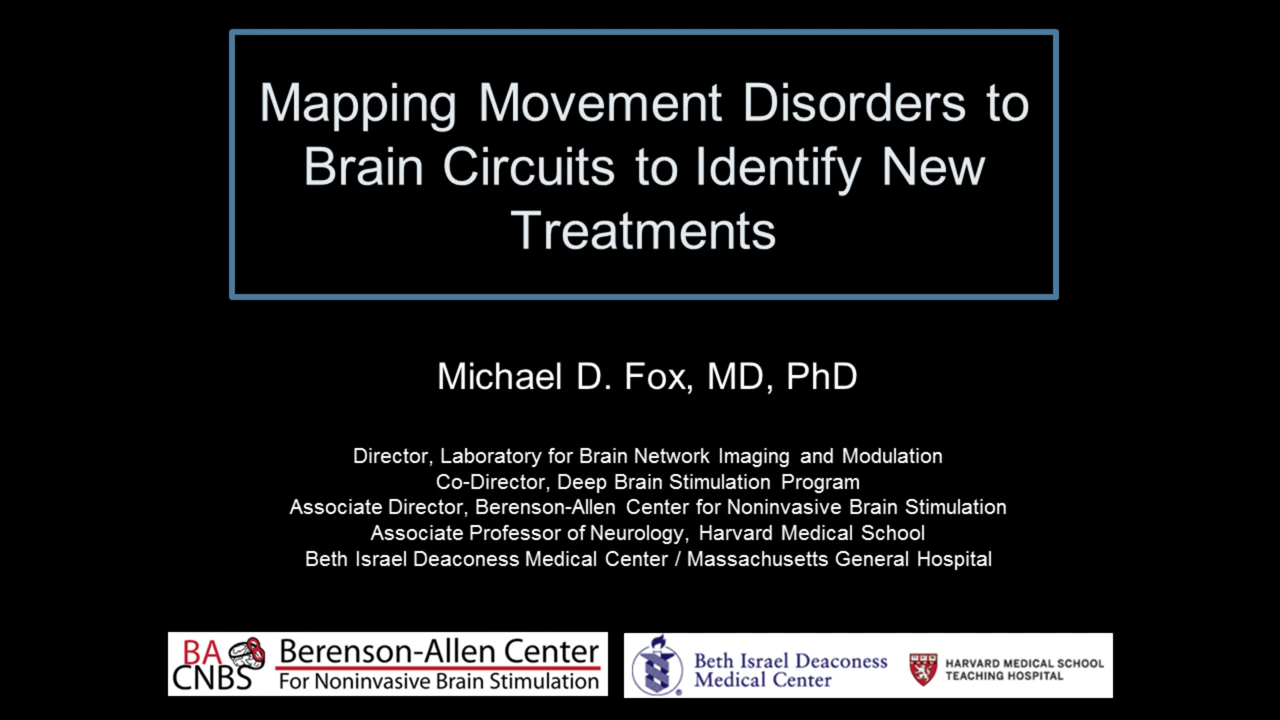 Mapping Movement Disorders to
Brain Circuits to Identify New
Treatments
Michael D. Fox, MD, PhD
Director, Laboratory for Brain Network Imaging and Modulation
Co-Director, Deep Brain Stimulation Program
Associate Director, Berenson-Allen Center for Noninvasive Brain Stimulation
Associate Professor of Neurology, Harvard Medical School
Beth Israel Deaconess Medical Center / Massachusetts General Hospital
BA
CNBS
Berenson-Allen Center
For Noninvasive Brain Stimulation
Beth Israel Deaconess
Medical Center
HARVARD MEDICAL SCHOOL
TEACHING HOSPITAL